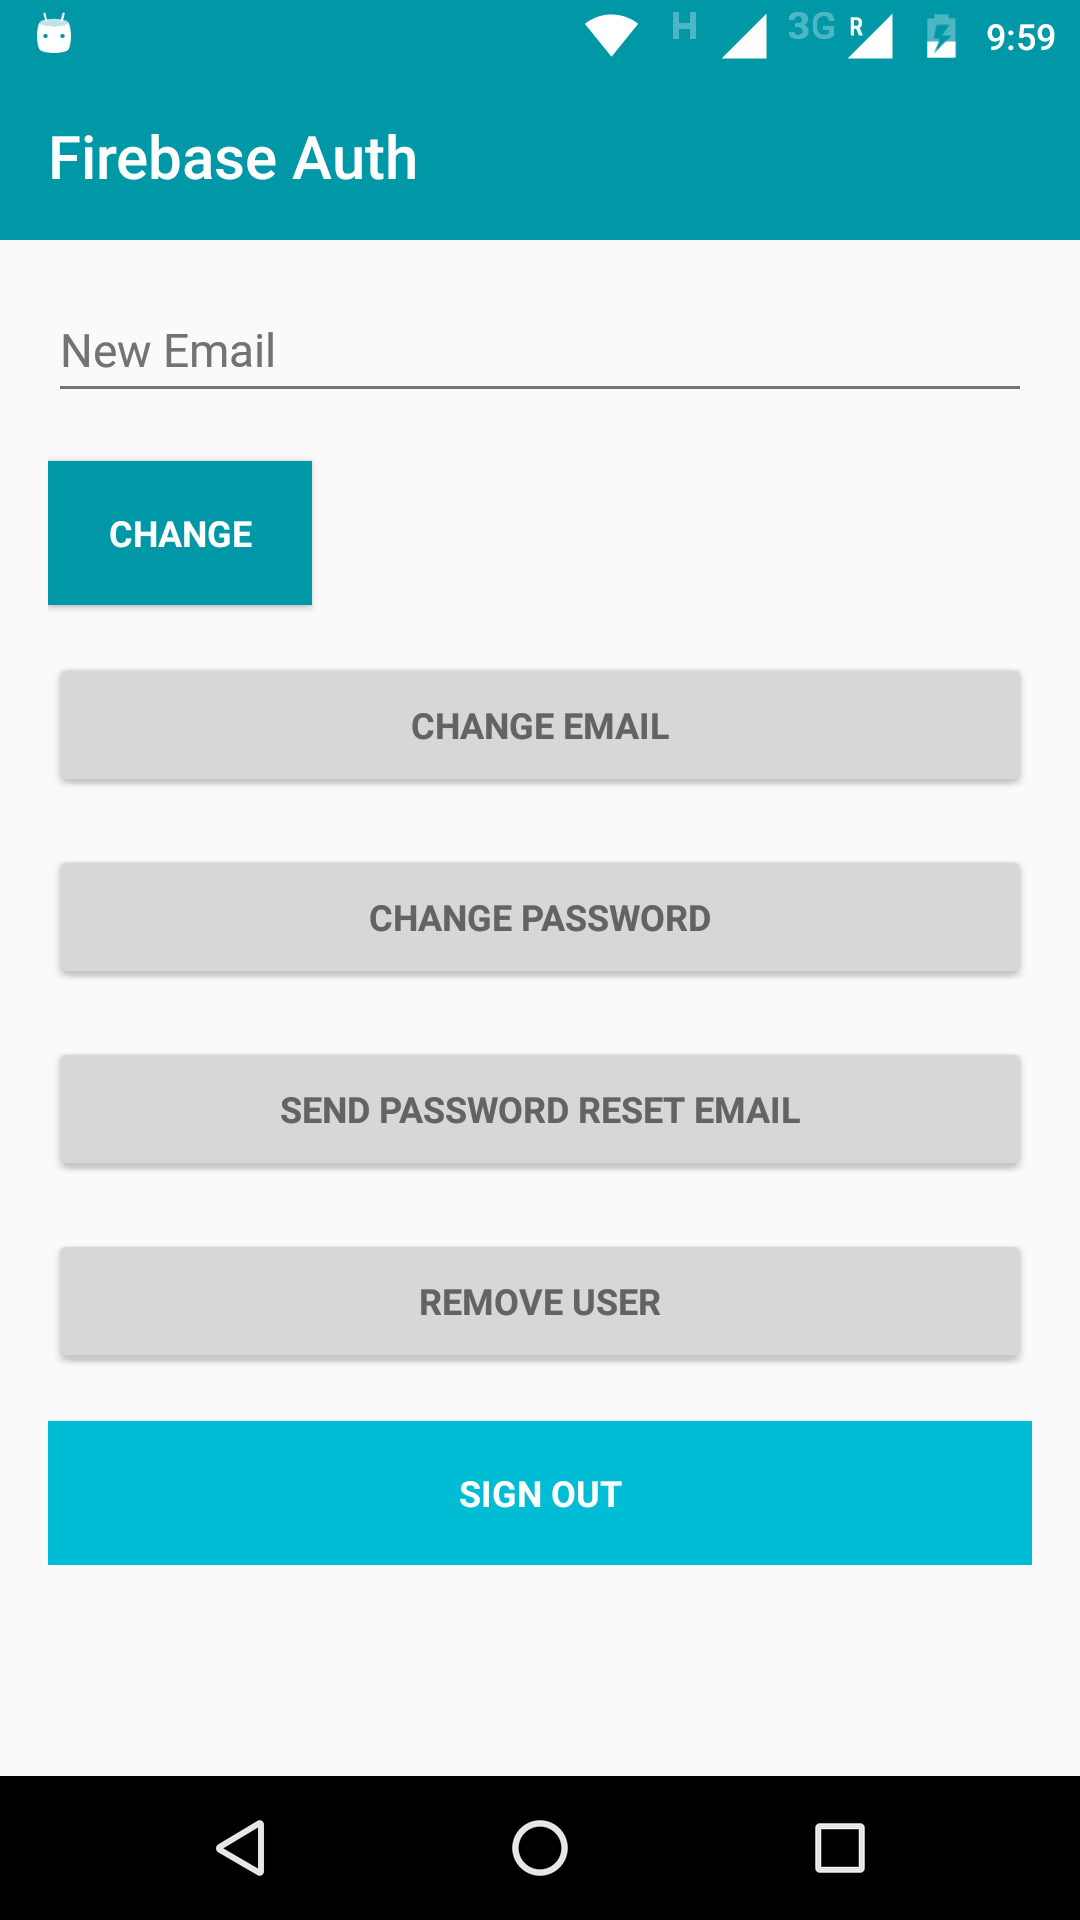 H 3G R 9:59
Firebase Auth
New Email
CHANGE
CHANGE EMAIL
CHANGE PASSWORD
SEND PASSWORD RESET EMAIL
REMOVE USER
SIGN OUT